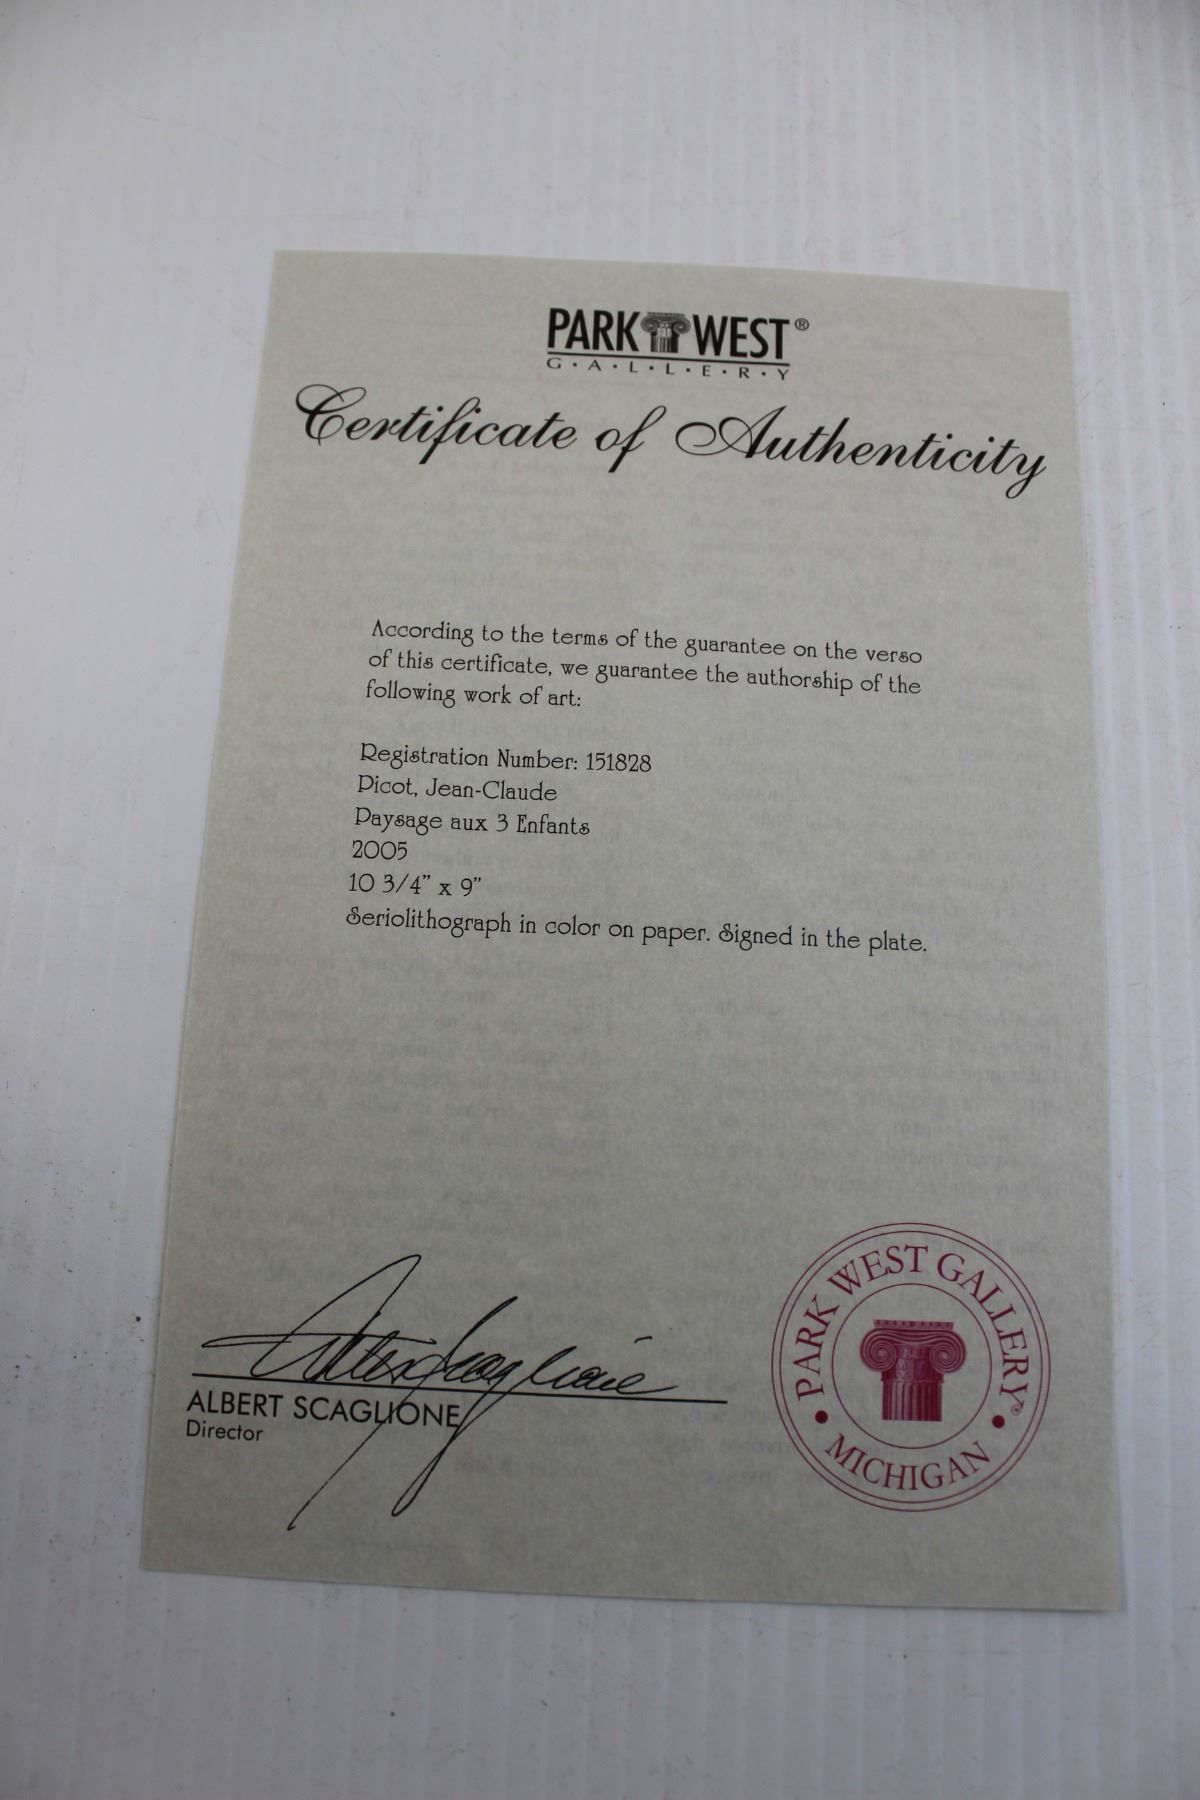 PARK WEST®
G·A·L·L·E·R·Y
Certificate of Authenticity
According to the terms of the guarantee on the verso
of this certificate, we guarantee the authorship of the
following work of art:
Registration Number: 151828
Picot, Jean-Claude
Paysage aux 3 Enfants
2005
10 3/4” x 9”
Seriolithograph in color on paper. Signed in the plate.
ALBERT SCAGLIONE
Director
PARK WEST GALLERY®
• MICHIGAN •